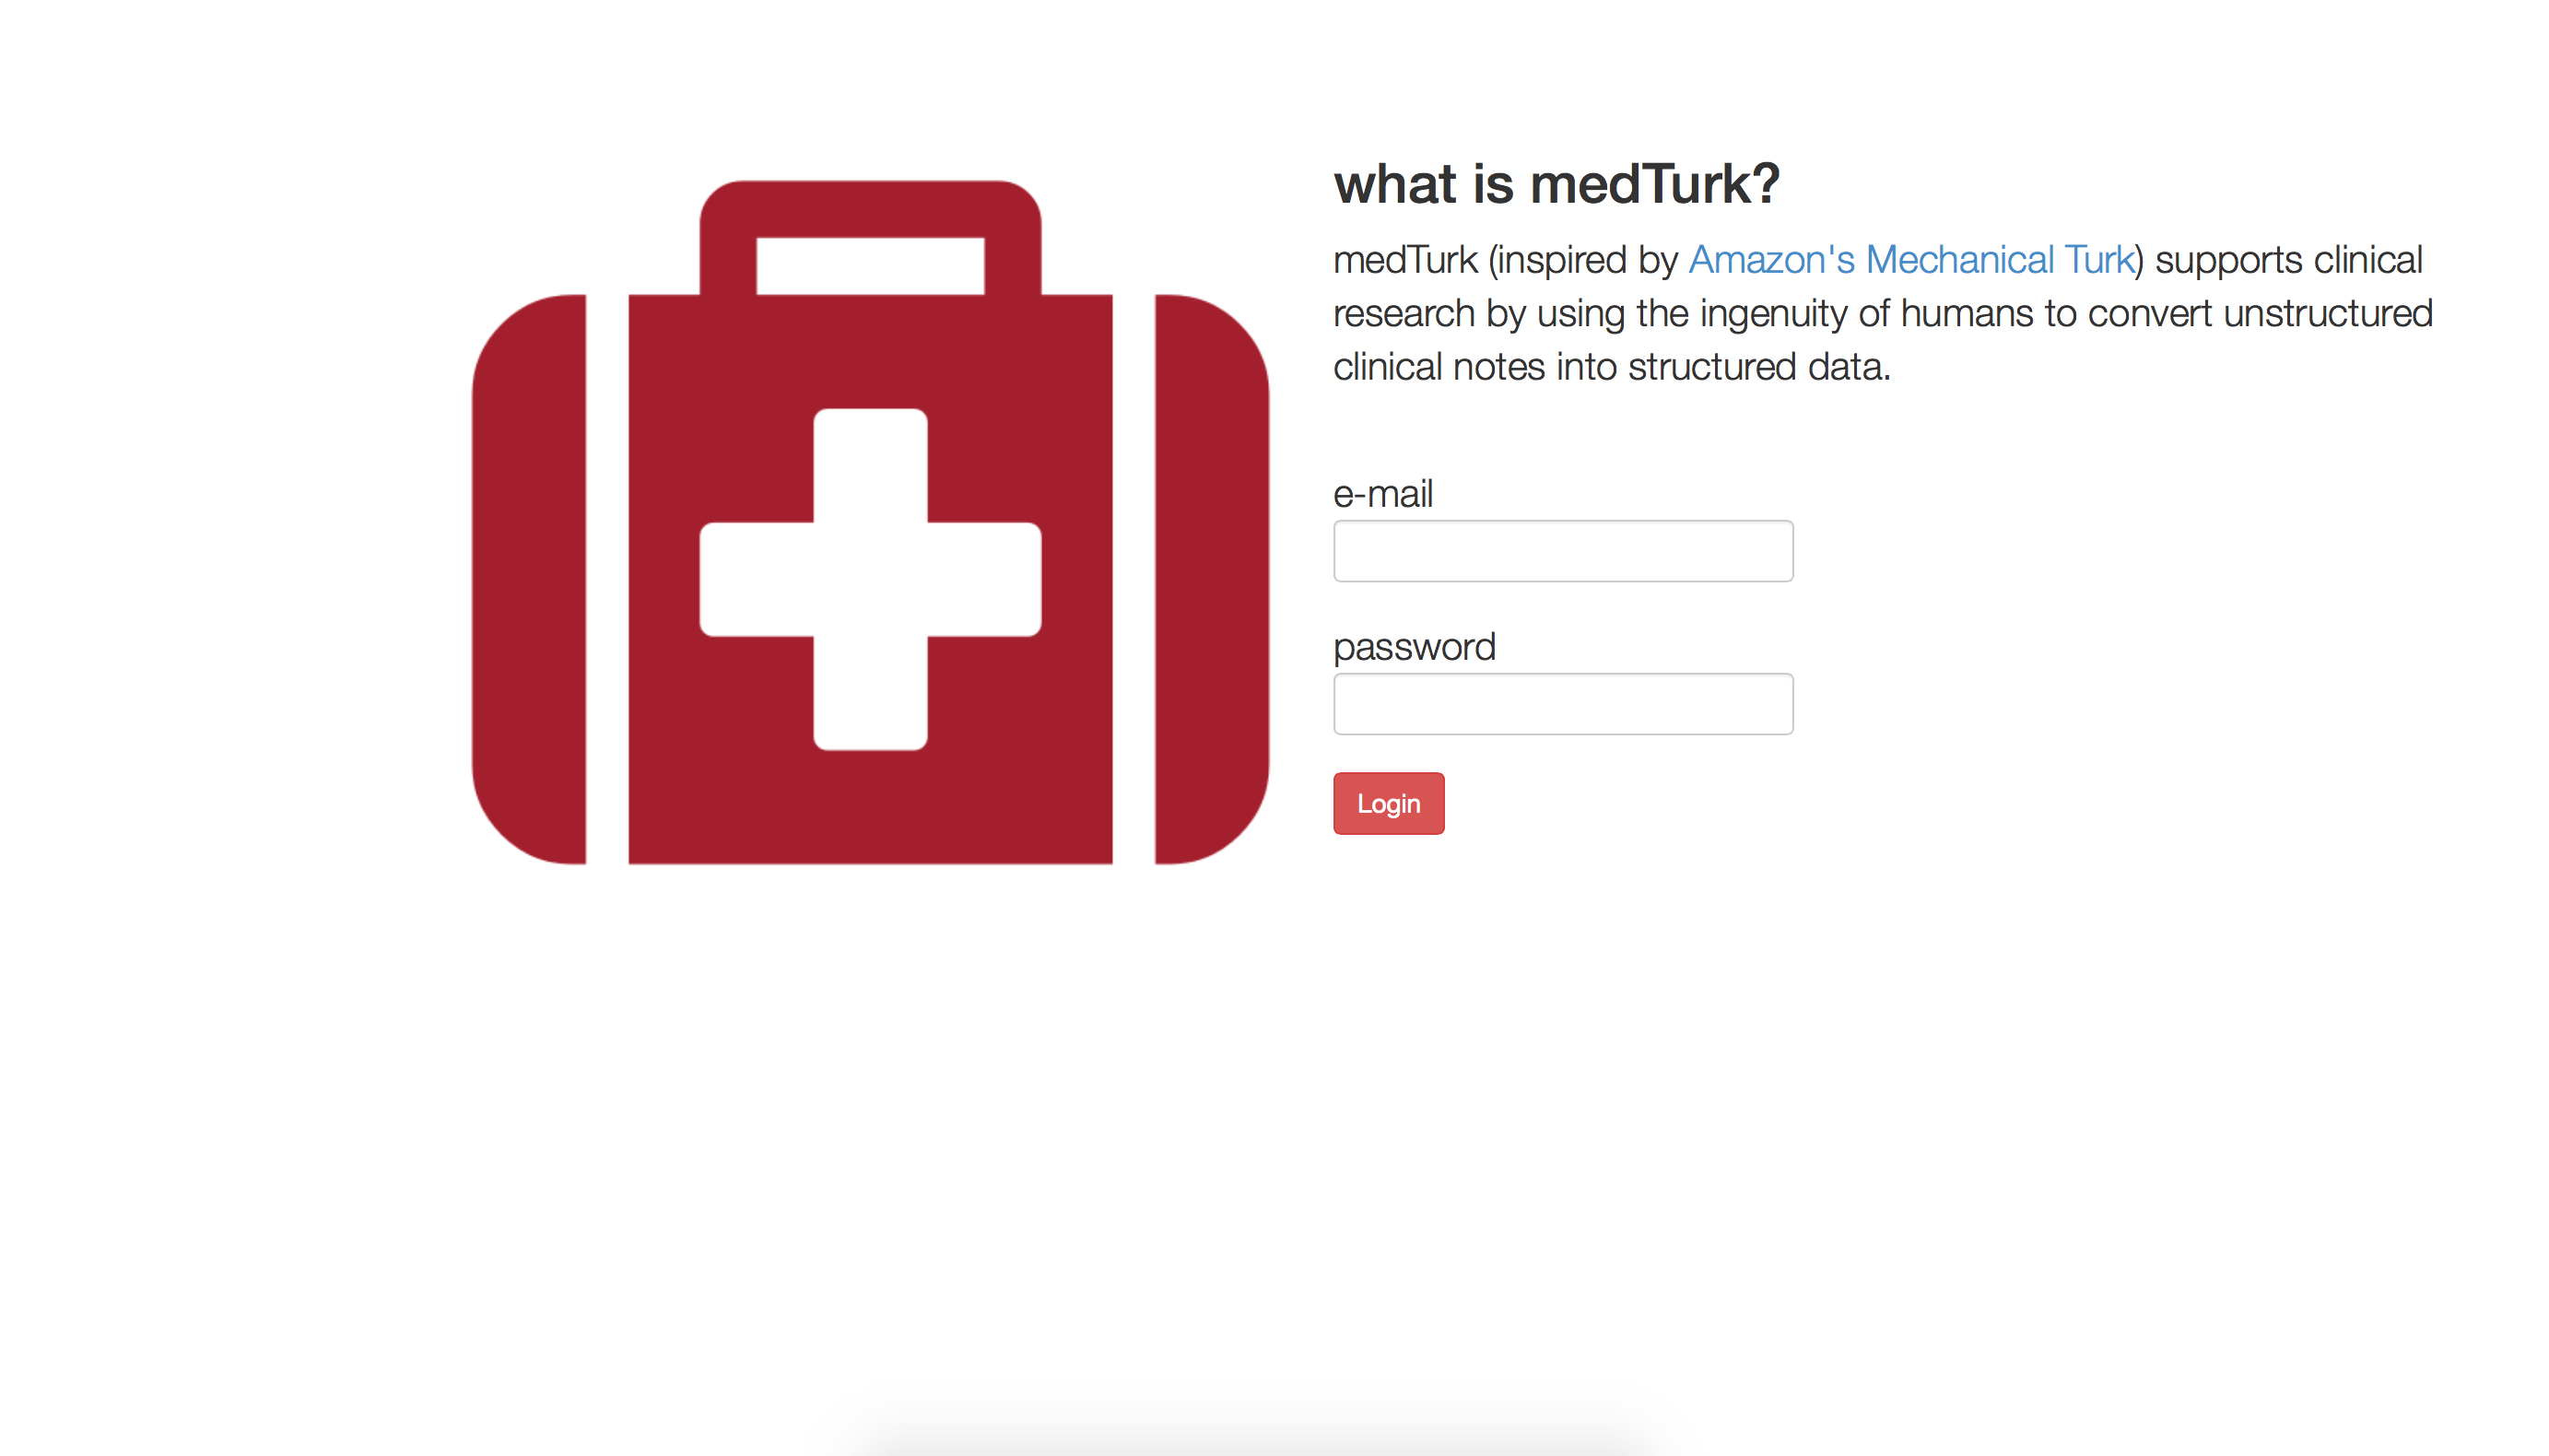 what is medTurk?
medTurk (inspired by Amazon's Mechanical Turk) supports clinical
research by using the ingenuity of humans to convert unstructured
clinical notes into structured data.
e-mail
password
Login